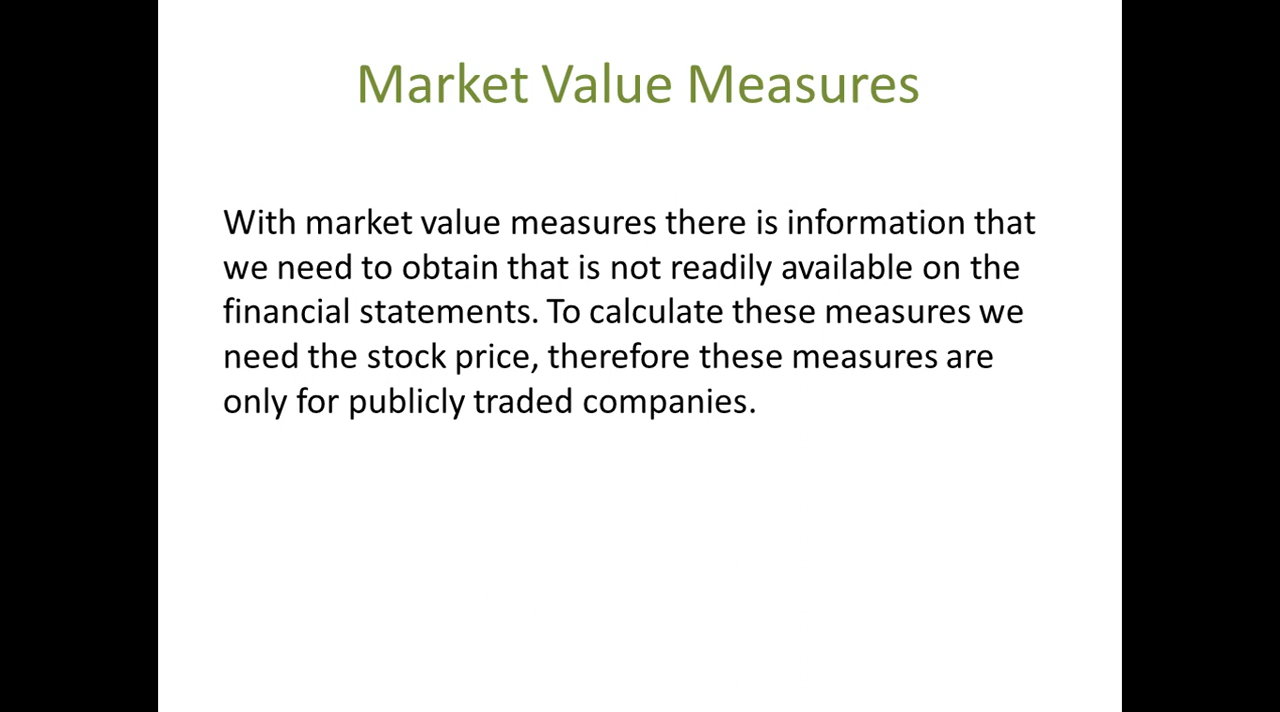 Market Value Measures
With market value measures there is information that
we need to obtain that is not readily available on the
financial statements. To calculate these measures we
need the stock price, therefore these measures are
only for publicly traded companies.